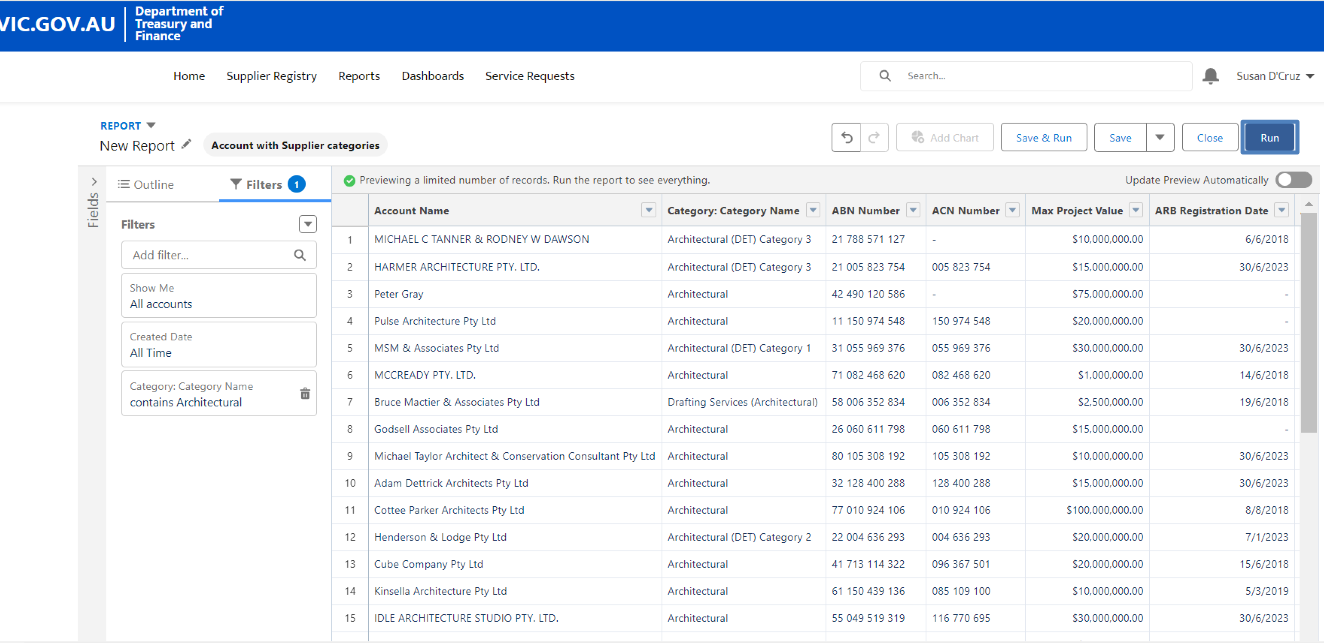 VIC.GOV.AU
Department of
Treasury and
Finance
Home Supplier Registry Reports Dashboards Service Requests Search... Susan D'Cruz
REPORT
New Report Account with Supplier categories
Add Chart Save & Run Save Close Run
Fields
Outline Filters 1
Previewing a limited number of records. Run the report to see everything. Update Preview Automatically
Filters
Add filter...
Show Me
All accounts
Created Date
All Time
Category: Category Name
contains Architectural
Account Name Category: Category Name ABN Number ACN Number Max Project Value ARB Registration Date
1 MICHAEL C TANNER & RODNEY W DAWSON Architectural (DET) Category 3 21 788 571 127 - $10,000,000.00 6/6/2018
2 HARMER ARCHITECTURE PTY. LTD. Architectural (DET) Category 3 21 005 823 754 005 823 754 $15,000,000.00 30/6/2023
3 Peter Gray Architectural 42 490 120 586 - $75,000,000.00 -
4 Pulse Architecture Pty Ltd Architectural 11 150 974 548 150 974 548 $20,000,000.00 -
5 MSM & Associates Pty Ltd Architectural (DET) Category 1 31 055 969 376 055 969 376 $30,000,000.00 30/6/2023
6 MCCREADY PTY. LTD. Architectural 71 082 468 620 082 468 620 $1,000,000.00 14/6/2018
7 Bruce Mactier & Associates Pty Ltd Drafting Services (Architectural) 58 006 352 834 006 352 834 $2,500,000.00 19/6/2018
8 Godsell Associates Pty Ltd Architectural 26 060 611 798 060 611 798 $15,000,000.00 -
9 Michael Taylor Architect & Conservation Consultant Pty Ltd Architectural 80 105 308 192 105 308 192 $10,000,000.00 30/6/2023
10 Adam Dettrick Architects Pty Ltd Architectural 32 128 400 288 128 400 288 $15,000,000.00 30/6/2023
11 Cottee Parker Architects Pty Ltd Architectural 77 010 924 106 010 924 106 $100,000,000.00 8/8/2018
12 Henderson & Lodge Pty Ltd Architectural (DET) Category 2 22 004 636 293 004 636 293 $20,000,000.00 7/1/2023
13 Cube Company Pty Ltd Architectural 41 713 114 322 096 367 501 $20,000,000.00 15/6/2018
14 Kinsella Architecture Pty Ltd Architectural 61 150 439 136 085 109 100 $10,000,000.00 5/3/2019
15 IDLE ARCHITECTURE STUDIO PTY. LTD. Architectural 55 049 519 319 116 770 695 $30,000,000.00 30/6/2023